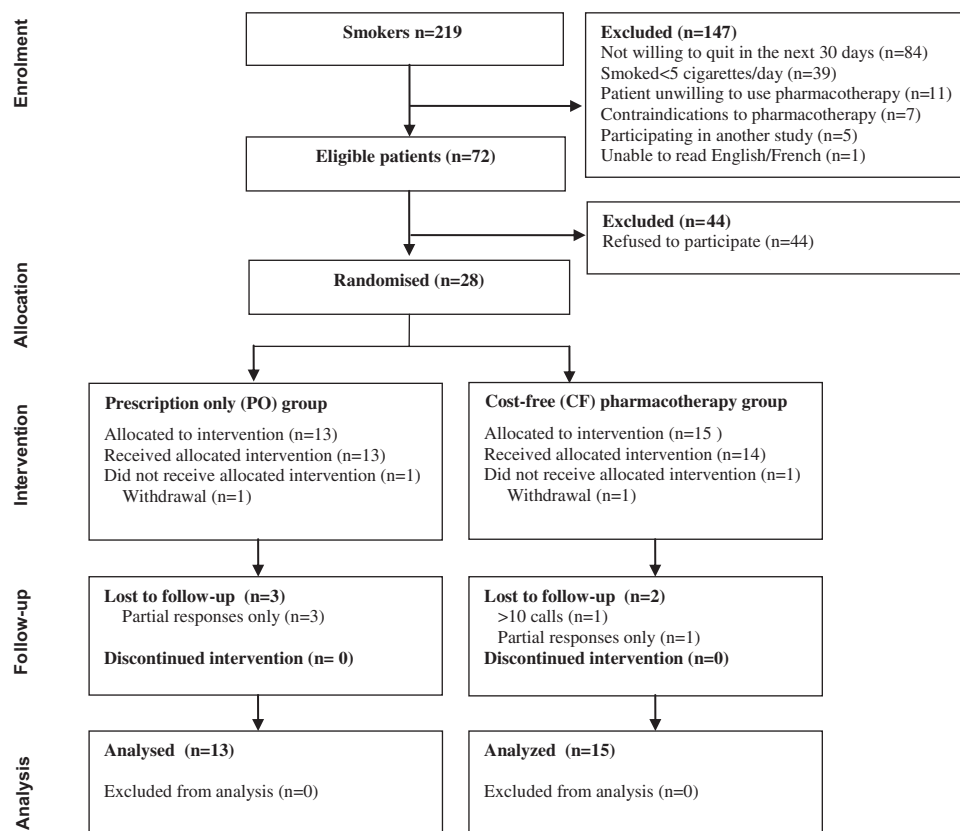 Enrolment
Smokers n=219
Excluded (n=147)
Not willing to quit in the next 30 days (n=84)
Smoked<5 cigarettes/day (n=39)
Patient unwilling to use pharmacotherapy (n=11)
Contraindications to pharmacotherapy (n=7)
Participating in another study (n=5)
Unable to read English/French (n=1)
Eligible patients (n=72)
Excluded (n=44)
Refused to participate (n=44)
Allocation
Randomised (n=28)
Intervention
Prescription only (PO) group
Allocated to intervention (n=13)
Received allocated intervention (n=13)
Did not receive allocated intervention (n=1)
Withdrawal (n=1)
Cost-free (CF) pharmacotherapy group
Allocated to intervention (n=15 )
Received allocated intervention (n=14)
Did not receive allocated intervention (n=1)
Withdrawal (n=1)
Follow-up
Lost to follow-up (n=3)
Partial responses only (n=3)
Discontinued intervention (n= 0)
Lost to follow-up (n=2)
>10 calls (n=1)
Partial responses only (n=1)
Discontinued intervention (n=0)
Analysis
Analysed (n=13)
Excluded from analysis (n=0)
Analyzed (n=15)
Excluded from analysis (n=0)